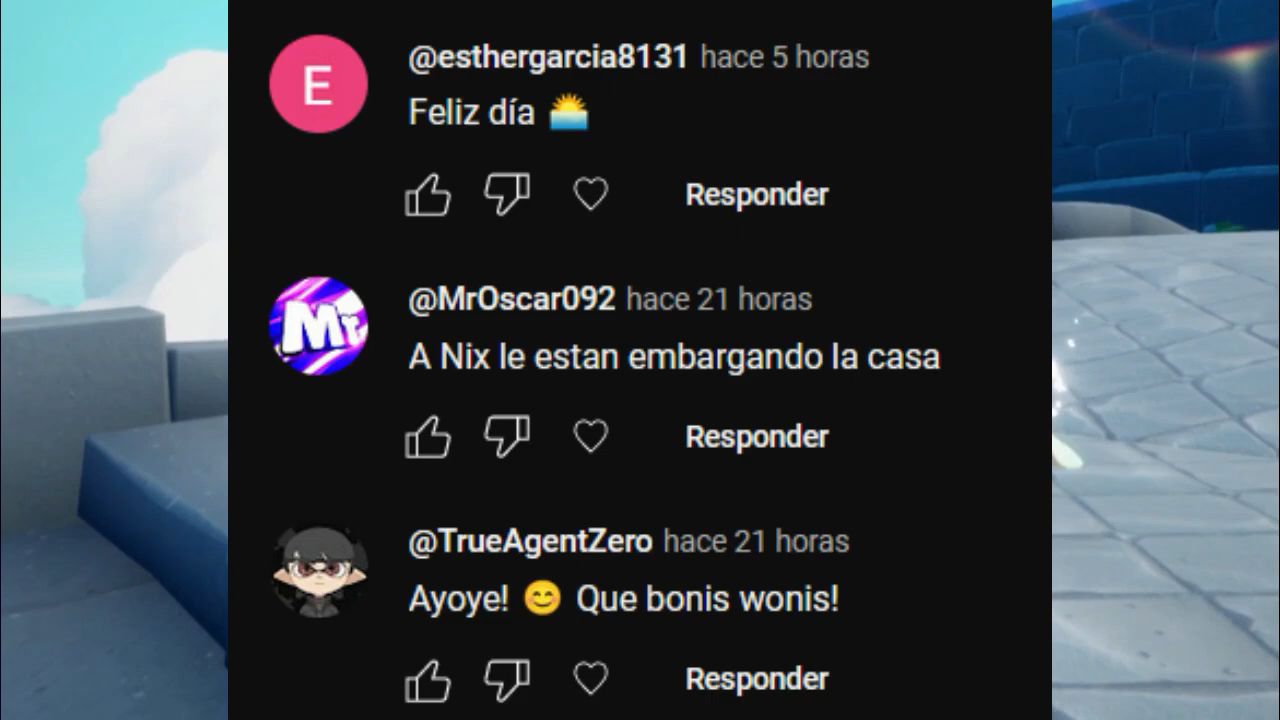 E
@esthergarcia8131 hace 5 horas
Feliz día 🌅
Responder
Mr
@MrOscar092 hace 21 horas
A Nix le estan embargando la casa
Responder
@TrueAgentZero hace 21 horas
Ayoye! 😊 Que bonis wonis!
Responder